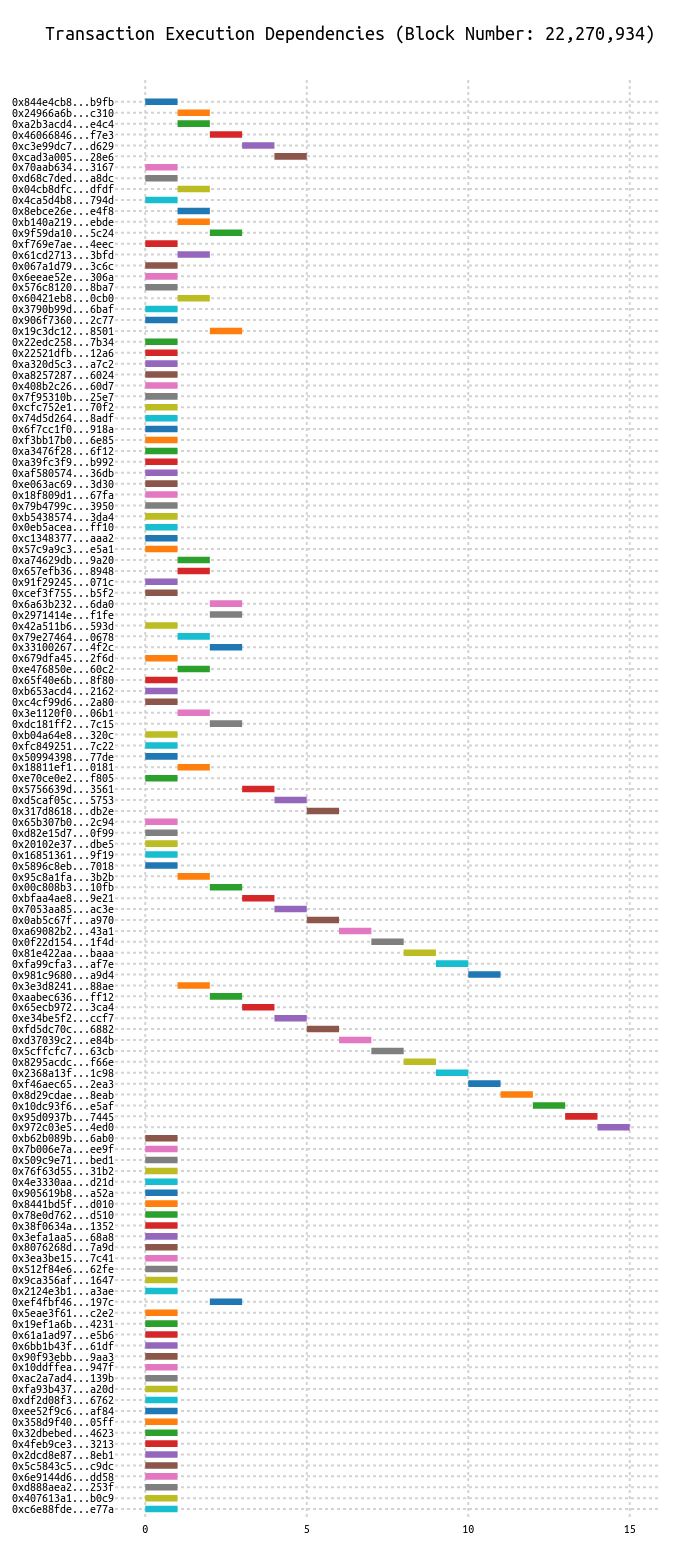 Transaction Execution Dependencies (Block Number: 22,270,934)
0x844e4cb8...b9fb
0x24966a6b...c310
0xa2b3acd4...e4c4
0x46066846...f7e3
0xc3e99dc7...d629
0xcad3a005...28e6
0x70aab634...3167
0xd68c7ded...a8dc
0x04cb8dfc...dfdf
0x4ca5d4b8...794d
0x8ebce26e...e4f8
0xb140a219...ebde
0x9f59da10...5c24
0xf769e7ae...4eec
0x61cd2713...3bfd
0x067a1d79...3c6c
0x6eeae52e...306a
0x576c8120...8ba7
0x60421eb8...0cb0
0x3790b99d...6baf
0x906f7360...2c77
0x19c3dc12...8501
0x22edc258...7b34
0x22521dfb...12a6
0xa320d5c3...a7c2
0xa8257287...6024
0x408b2c26...60d7
0x7f95310b...25e7
0xcfc752e1...70f2
0x74d5d264...8adf
0x6f7cc1f0...918a
0xf3bb17b0...6e85
0xa3476f28...6f12
0xa39fc3f9...b992
0xaf580574...36db
0xe063ac69...3d30
0x18f809d1...67fa
0x79b4799c...3950
0xb5438574...3da4
0x0eb5acea...ff10
0xc1348377...aaa2
0x57c9a9c3...e5a1
0xa74629db...9a20
0x657efb36...8948
0x91f29245...071c
0xcef3f755...b5f2
0x6a63b232...6da0
0x2971414e...f1fe
0x42a511b6...593d
0x79e27464...0678
0x33100267...4f2c
0x679dfa45...2f6d
0xe476850e...60c2
0x65f40e6b...8f80
0xb653acd4...2162
0xc4cf99d6...2a80
0x3e1120f0...06b1
0xdc181ff2...7c15
0xb04a64e8...320c
0xfc849251...7c22
0x50994398...77de
0x18811ef1...0181
0xe70ce0e2...f805
0x5756639d...3561
0xd5caf05c...5753
0x317d8618...db2e
0x65b307b0...2c94
0xd82e15d7...0f99
0x20102e37...dbe5
0x16851361...9f19
0x5896c8eb...7018
0x95c8a1fa...3b2b
0x00c808b3...10fb
0xbfaa4ae8...9e21
0x7053aa85...ac3e
0x0ab5c67f...a970
0xa69082b2...43a1
0x0f22d154...1f4d
0x81e422aa...baaa
0xfa99cfa3...af7e
0x981c9680...a9d4
0x3e3d8241...88ae
0xaabec636...ff12
0x65ecb972...3ca4
0xe34be5f2...ccf7
0xfd5dc70c...6882
0xd37039c2...e84b
0x5cffcfc7...63cb
0x8295acdc...f66e
0x2368a13f...1c98
0xf46aec65...2ea3
0x8d29cdae...8eab
0x10dc93f6...e5af
0x95d0937b...7445
0x972c03e5...4ed0
0xb62b089b...6ab0
0x7b006e7a...ee9f
0x509c9e71...bed1
0x76f63d55...31b2
0x4e3330aa...d21d
0x905619b8...a52a
0x8441bd5f...d010
0x78e0d762...d510
0x38f0634a...1352
0x3efa1aa5...68a8
0x8076268d...7a9d
0x3ea3be15...7c41
0x512f84e6...62fe
0x9ca356af...1647
0x2124e3b1...a3ae
0xef4fbf46...197c
0x5eae3f61...c2e2
0x19ef1a6b...4231
0x61a1ad97...e5b6
0x6bb1b43f...61df
0x90f93ebb...9aa3
0x10ddffea...947f
0xac2a7ad4...139b
0xfa93b437...a20d
0xdf2d08f3...6762
0xee52f9c6...af84
0x358d9f40...05ff
0x32dbebed...4623
0x4feb9ce3...3213
0x2dcd8e87...8eb1
0x5c5843c5...c9dc
0x6e9144d6...dd58
0xd888aea2...253f
0x407613a1...b0c9
0xc6e88fde...e77a
0 5 10 15